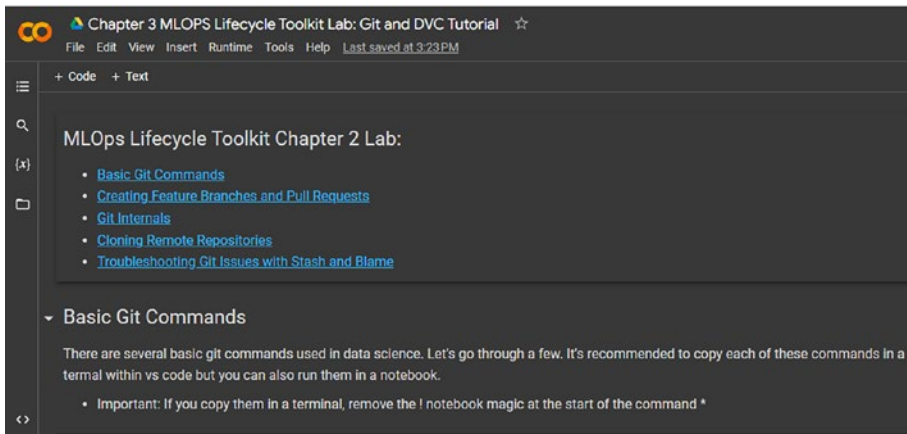 Chapter 3 MLOPS Lifecycle Toolkit Lab: Git and DVC Tutorial
File Edit View Insert Runtime Tools Help Last saved at 3:23 PM
+ Code + Text
MLOps Lifecycle Toolkit Chapter 2 Lab:
{x}
• Basic Git Commands
• Creating Feature Branches and Pull Requests
• Git Internals
• Cloning Remote Repositories
• Troubleshooting Git Issues with Stash and Blame
Basic Git Commands
There are several basic git commands used in data science. Let's go through a few. It's recommended to copy each of these commands in a
termal within vs code but you can also run them in a notebook.
• Important: If you copy them in a terminal, remove the ! notebook magic at the start of the command *